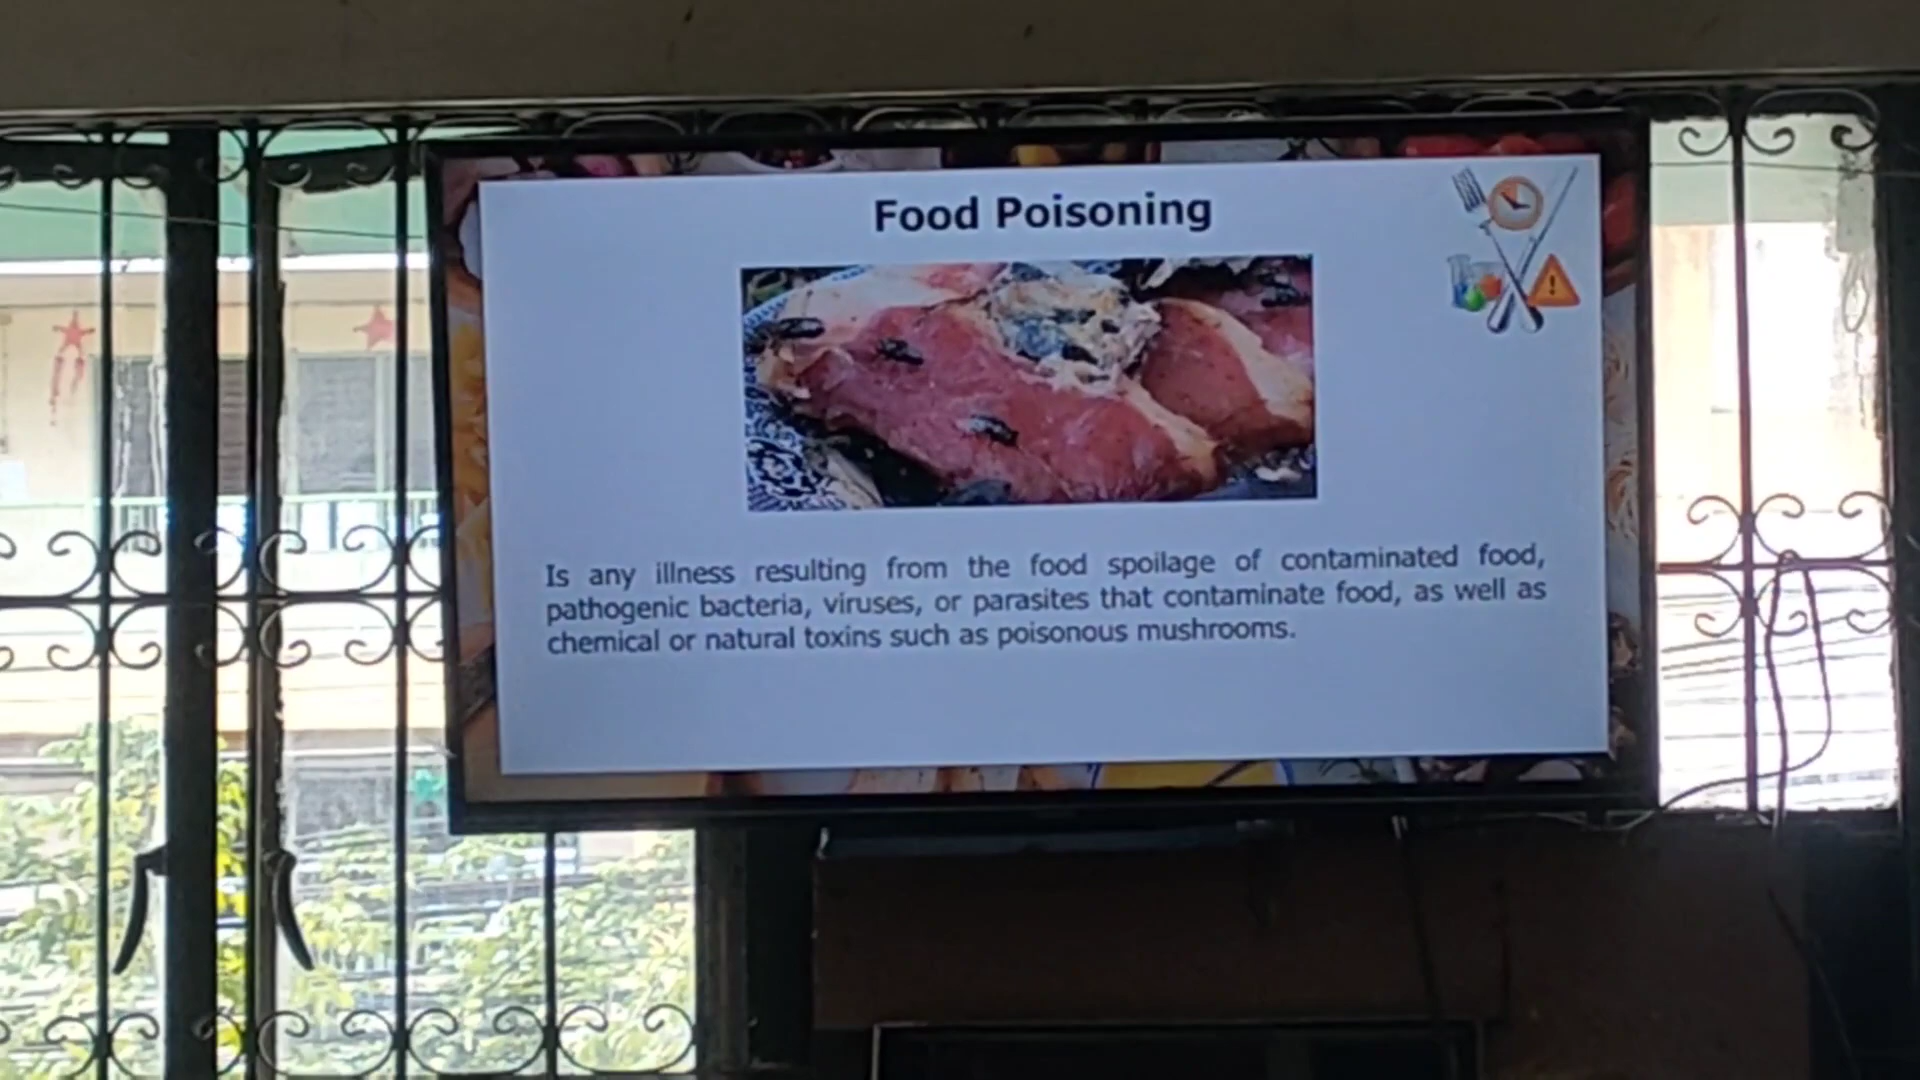 Food Poisoning
Is any illness resulting from the food spoilage of contaminated food,
pathogenic bacteria, viruses, or parasites that contaminate food, as well as
chemical or natural toxins such as poisonous mushrooms.